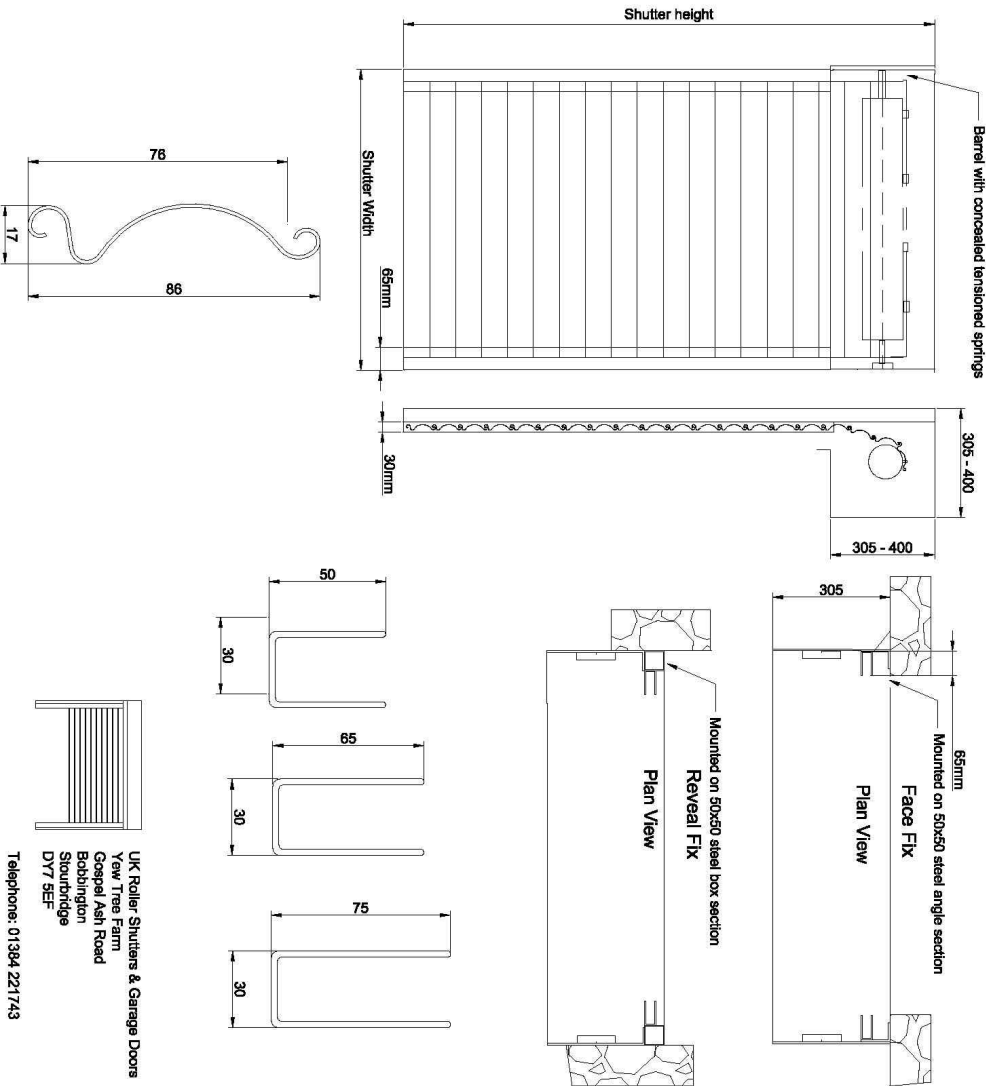 Shutter height
Barrel with concealed tensioned springs
Shutter Width
65mm
76
17
86
305 - 400
30mm
305 - 400
305
65mm
Mounted on 50x50 steel angle section
Face Fix
Plan View
Mounted on 50x50 steel box section
Reveal Fix
Plan View
50
30
65
30
75
30
UK Roller Shutters & Garage Doors
Yew Tree Farm
Gospel Ash Road
Bobbington
Stourbridge
DY7 5EF
Telephone: 01384 221743